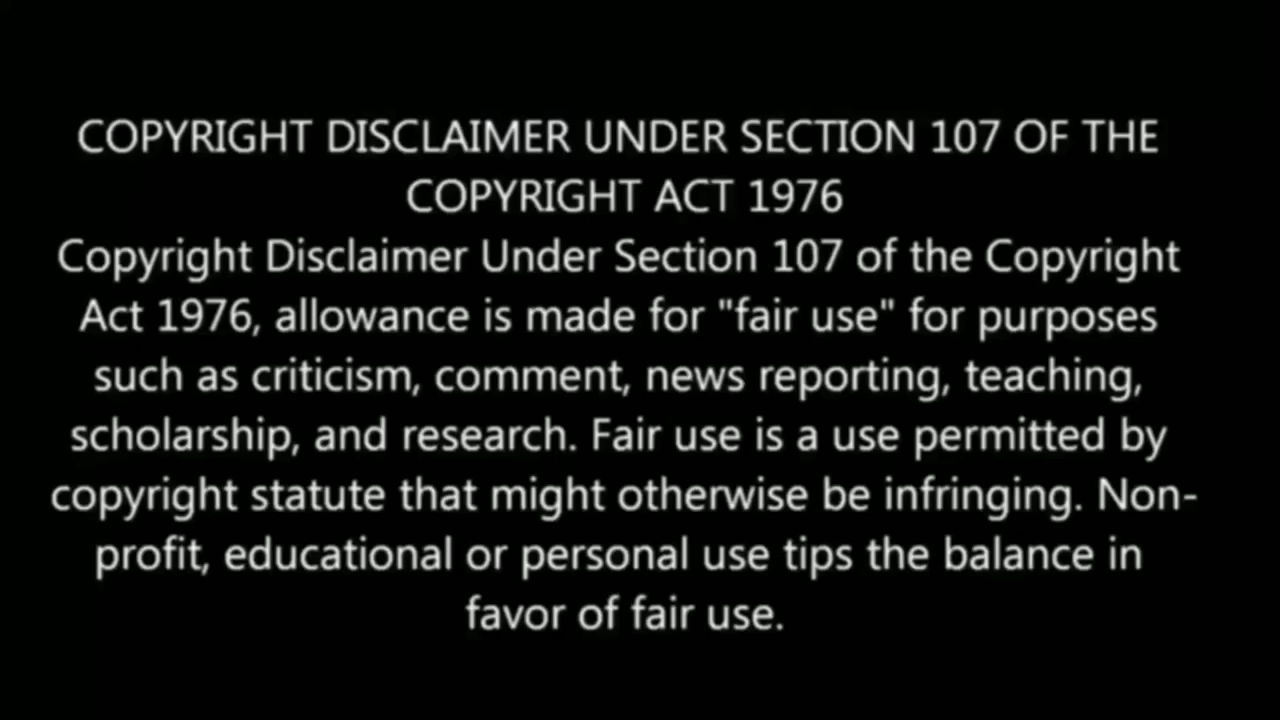 COPYRIGHT DISCLAIMER UNDER SECTION 107 OF THE
COPYRIGHT ACT 1976
Copyright Disclaimer Under Section 107 of the Copyright
Act 1976, allowance is made for "fair use" for purposes
such as criticism, comment, news reporting, teaching,
scholarship, and research. Fair use is a use permitted by
copyright statute that might otherwise be infringing. Non-
profit, educational or personal use tips the balance in
favor of fair use.